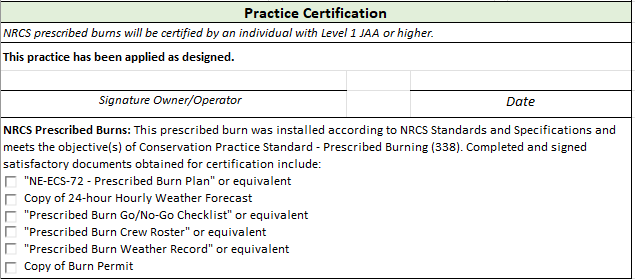 Practice Certification
NRCS prescribed burns will be certified by an individual with Level 1 JAA or higher.
This practice has been applied as designed.
Signature Owner/Operator
Date
NRCS Prescribed Burns: This prescribed burn was installed according to NRCS Standards and Specifications and
meets the objective(s) of Conservation Practice Standard - Prescribed Burning (338). Completed and signed
satisfactory documents obtained for certification include:
"NE-ECS-72 - Prescribed Burn Plan" or equivalent
Copy of 24-hour Hourly Weather Forecast
"Prescribed Burn Go/No-Go Checklist" or equivalent
"Prescribed Burn Crew Roster" or equivalent
"Prescribed Burn Weather Record" or equivalent
Copy of Burn Permit